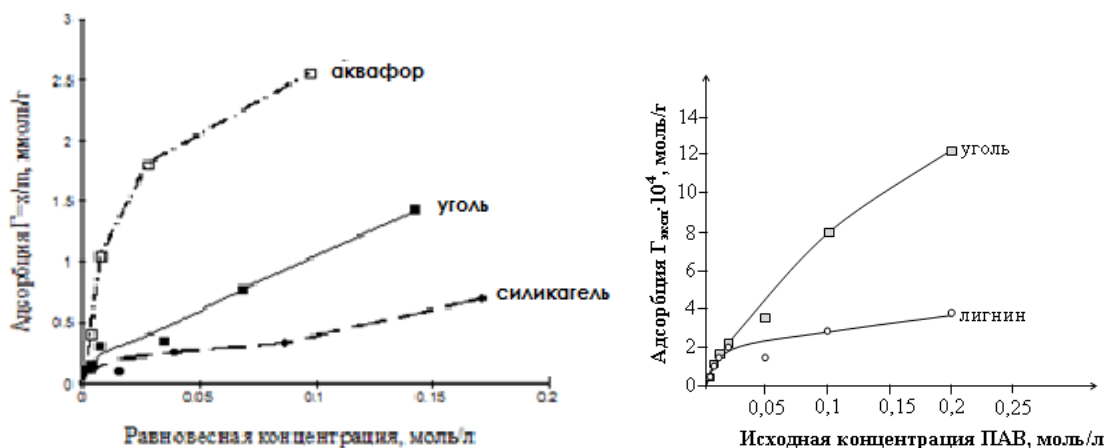 3
2.5
2
1.5
1
0.5
0
0 0.05 0.1 0.15 0.2
аквафор
уголь
силикагель
Адсорбция Г=x/m, ммоль/г
Равновесная концентрация, моль/л
14
12
10
8
6
4
2
0
0,05 0,1 0,15 0,2 0,25
уголь
лигнин
Адсорбция Гэксп·10⁴, моль/г
Исходная концентрация ПАВ, моль/л